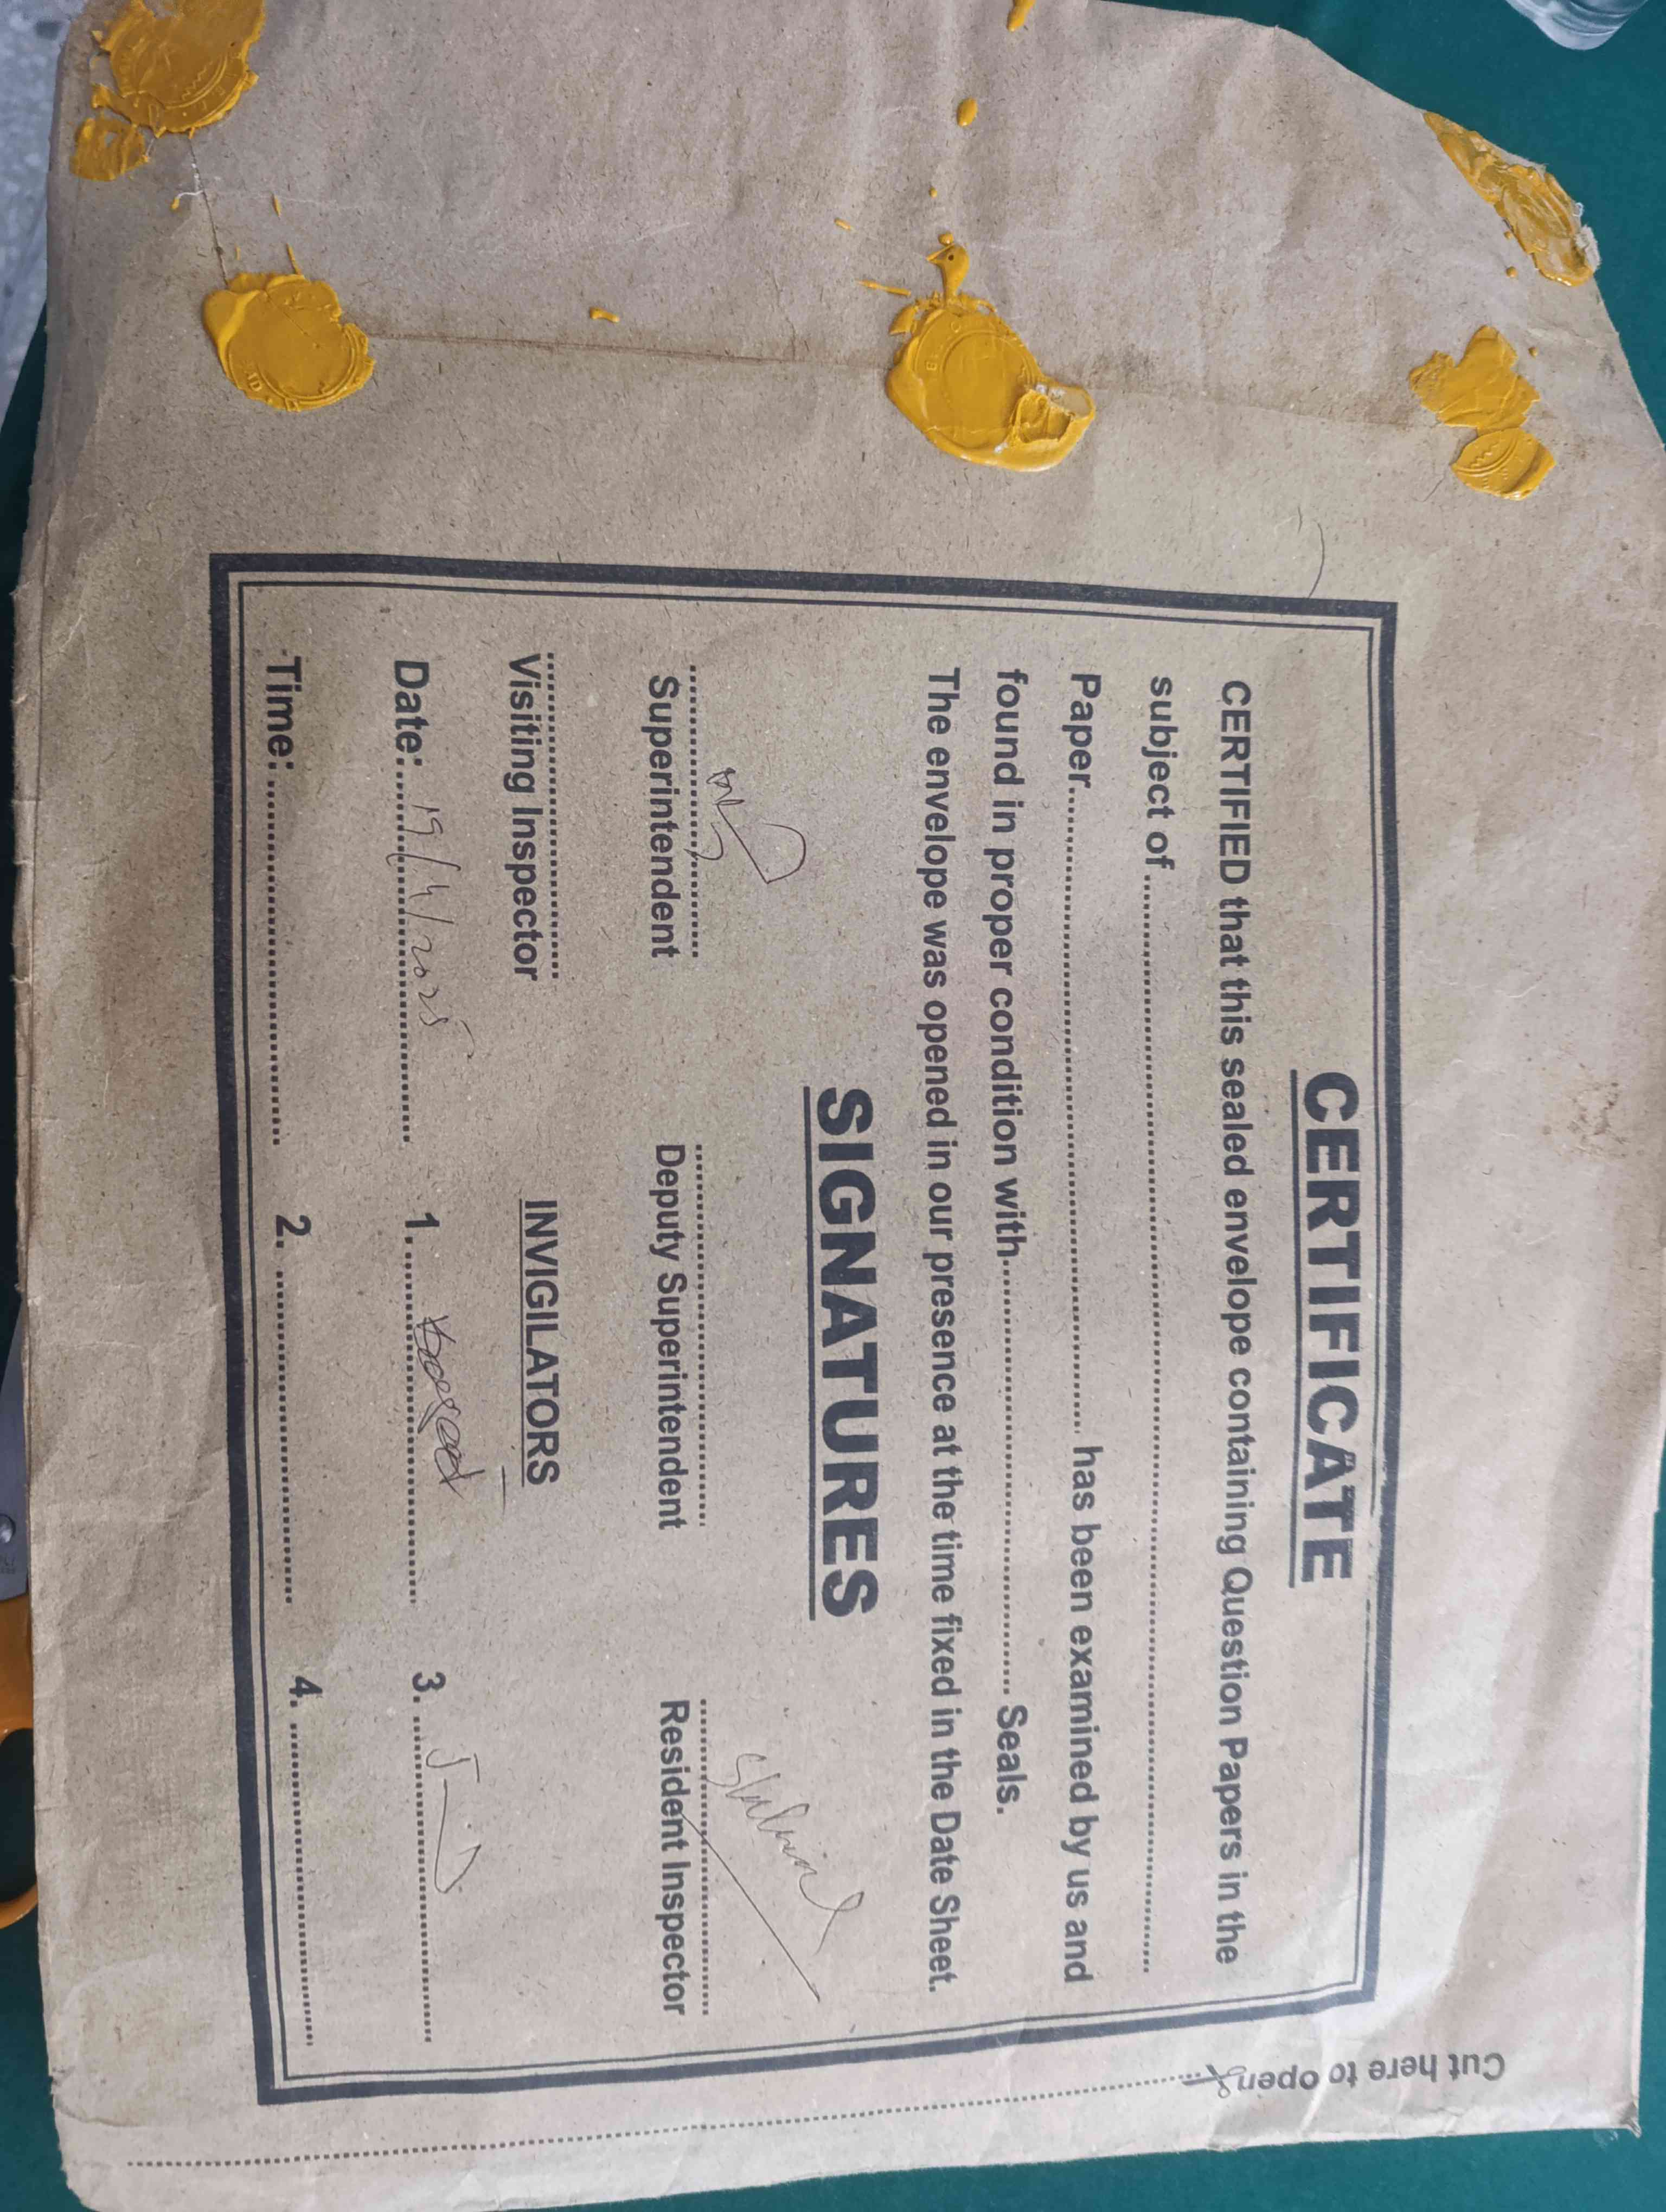 CERTIFICATE
CERTIFIED that this sealed envelope containing Question Papers in the
subject of
Paper has been examined by us and
found in proper condition with Seals.
The envelope was opened in our presence at the time fixed in the Date Sheet.
SIGNATURES
Superintendent Deputy Superintendent Resident Inspector
Visiting Inspector INVIGILATORS
Date: 19/4/2025 1. 3.
Time: 2. 4.
Cut here to open